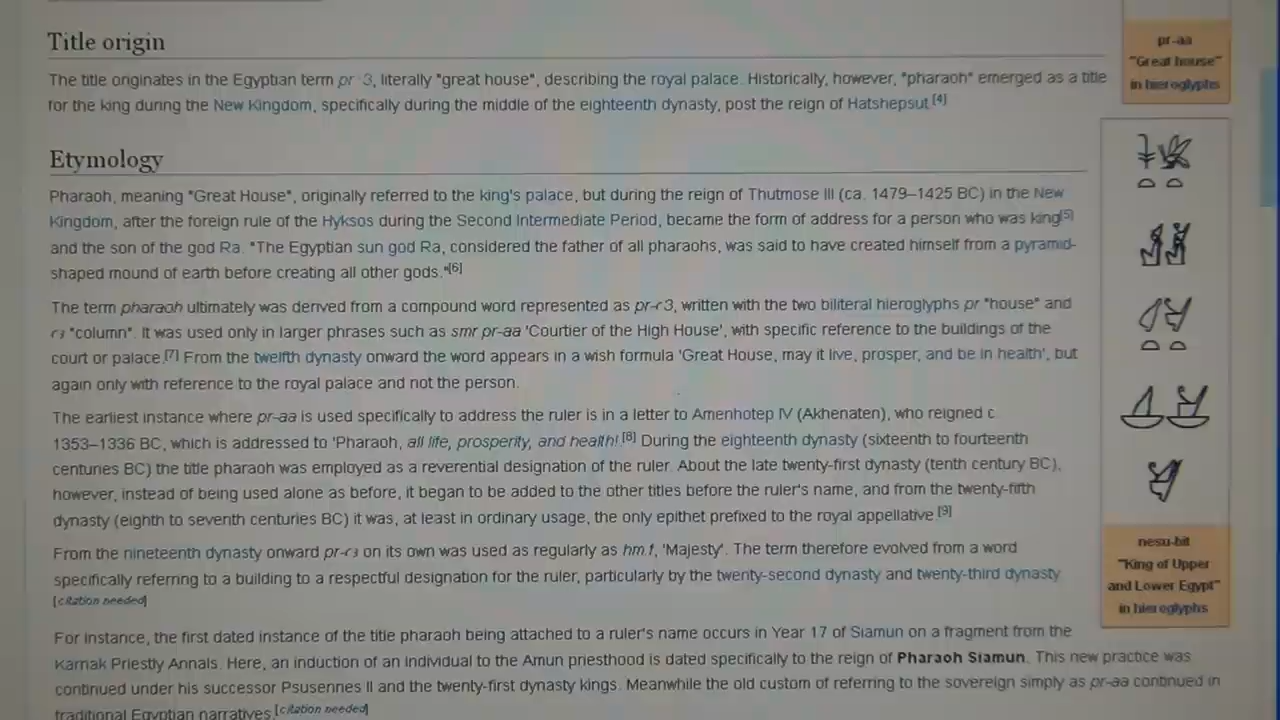 Title origin
The title originates in the Egyptian term pr ꜥ3, literally "great house", describing the royal palace. Historically, however, "pharaoh" emerged as a title
for the king during the New Kingdom, specifically during the middle of the eighteenth dynasty, post the reign of Hatshepsut.[4]
Etymology
Pharaoh, meaning "Great House", originally referred to the king's palace, but during the reign of Thutmose III (ca. 1479–1425 BC) in the New
Kingdom, after the foreign rule of the Hyksos during the Second Intermediate Period, became the form of address for a person who was king[5]
and the son of the god Ra. "The Egyptian sun god Ra, considered the father of all pharaohs, was said to have created himself from a pyramid-
shaped mound of earth before creating all other gods."[6]
The term pharaoh ultimately was derived from a compound word represented as pr-ꜥ3, written with the two biliteral hieroglyphs pr "house" and
ꜥꜣ "column". It was used only in larger phrases such as smr pr-aa 'Courtier of the High House', with specific reference to the buildings of the
court or palace.[7] From the twelfth dynasty onward the word appears in a wish formula 'Great House, may it live, prosper, and be in health', but
again only with reference to the royal palace and not the person.
The earliest instance where pr-aa is used specifically to address the ruler is in a letter to Amenhotep IV (Akhenaten), who reigned c
1353–1336 BC, which is addressed to 'Pharaoh, all life, prosperity, and health!.[8] During the eighteenth dynasty (sixteenth to fourteenth
centuries BC) the title pharaoh was employed as a reverential designation of the ruler. About the late twenty-first dynasty (tenth century BC),
however, instead of being used alone as before, it began to be added to the other titles before the ruler's name, and from the twenty-fifth
dynasty (eighth to seventh centuries BC) it was, at least in ordinary usage, the only epithet prefixed to the royal appellative.[9]
From the nineteenth dynasty onward pr-ꜥꜣ on its own was used as regularly as hm.f, 'Majesty'. The term therefore evolved from a word
specifically referring to a building to a respectful designation for the ruler, particularly by the twenty-second dynasty and twenty-third dynasty
[citation needed]
For instance, the first dated instance of the title pharaoh being attached to a ruler's name occurs in Year 17 of Siamun on a fragment from the
Karnak Priestly Annals. Here, an induction of an individual to the Amun priesthood is dated specifically to the reign of Pharaoh Siamun. This new practice was
continued under his successor Psusennes II and the twenty-first dynasty kings. Meanwhile the old custom of referring to the sovereign simply as pr-aa continued in
traditional Egyptian narratives.[citation needed]
pr-aa
"Great house"
in hieroglyphs
nesu-bit
"King of Upper
and Lower Egypt"
in hieroglyphs